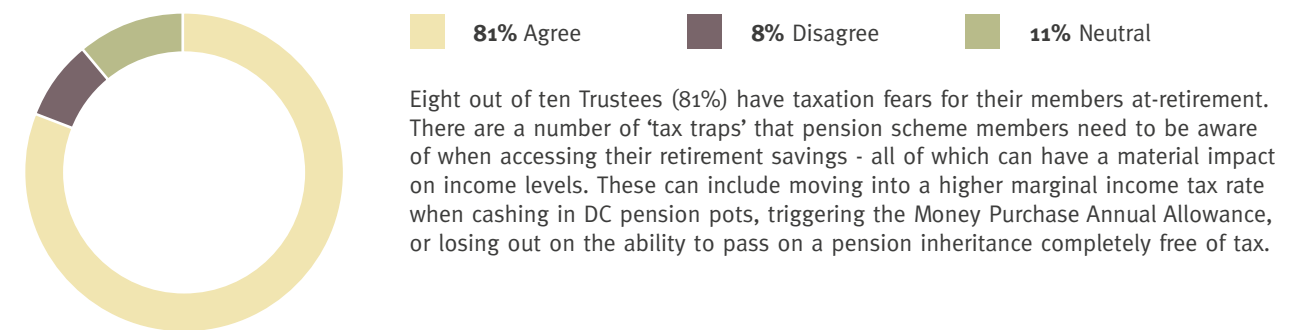 81% Agree
8% Disagree
11% Neutral
Eight out of ten Trustees (81%) have taxation fears for their members at-retirement.
There are a number of ‘tax traps’ that pension scheme members need to be aware
of when accessing their retirement savings - all of which can have a material impact
on income levels. These can include moving into a higher marginal income tax rate
when cashing in DC pension pots, triggering the Money Purchase Annual Allowance,
or losing out on the ability to pass on a pension inheritance completely free of tax.